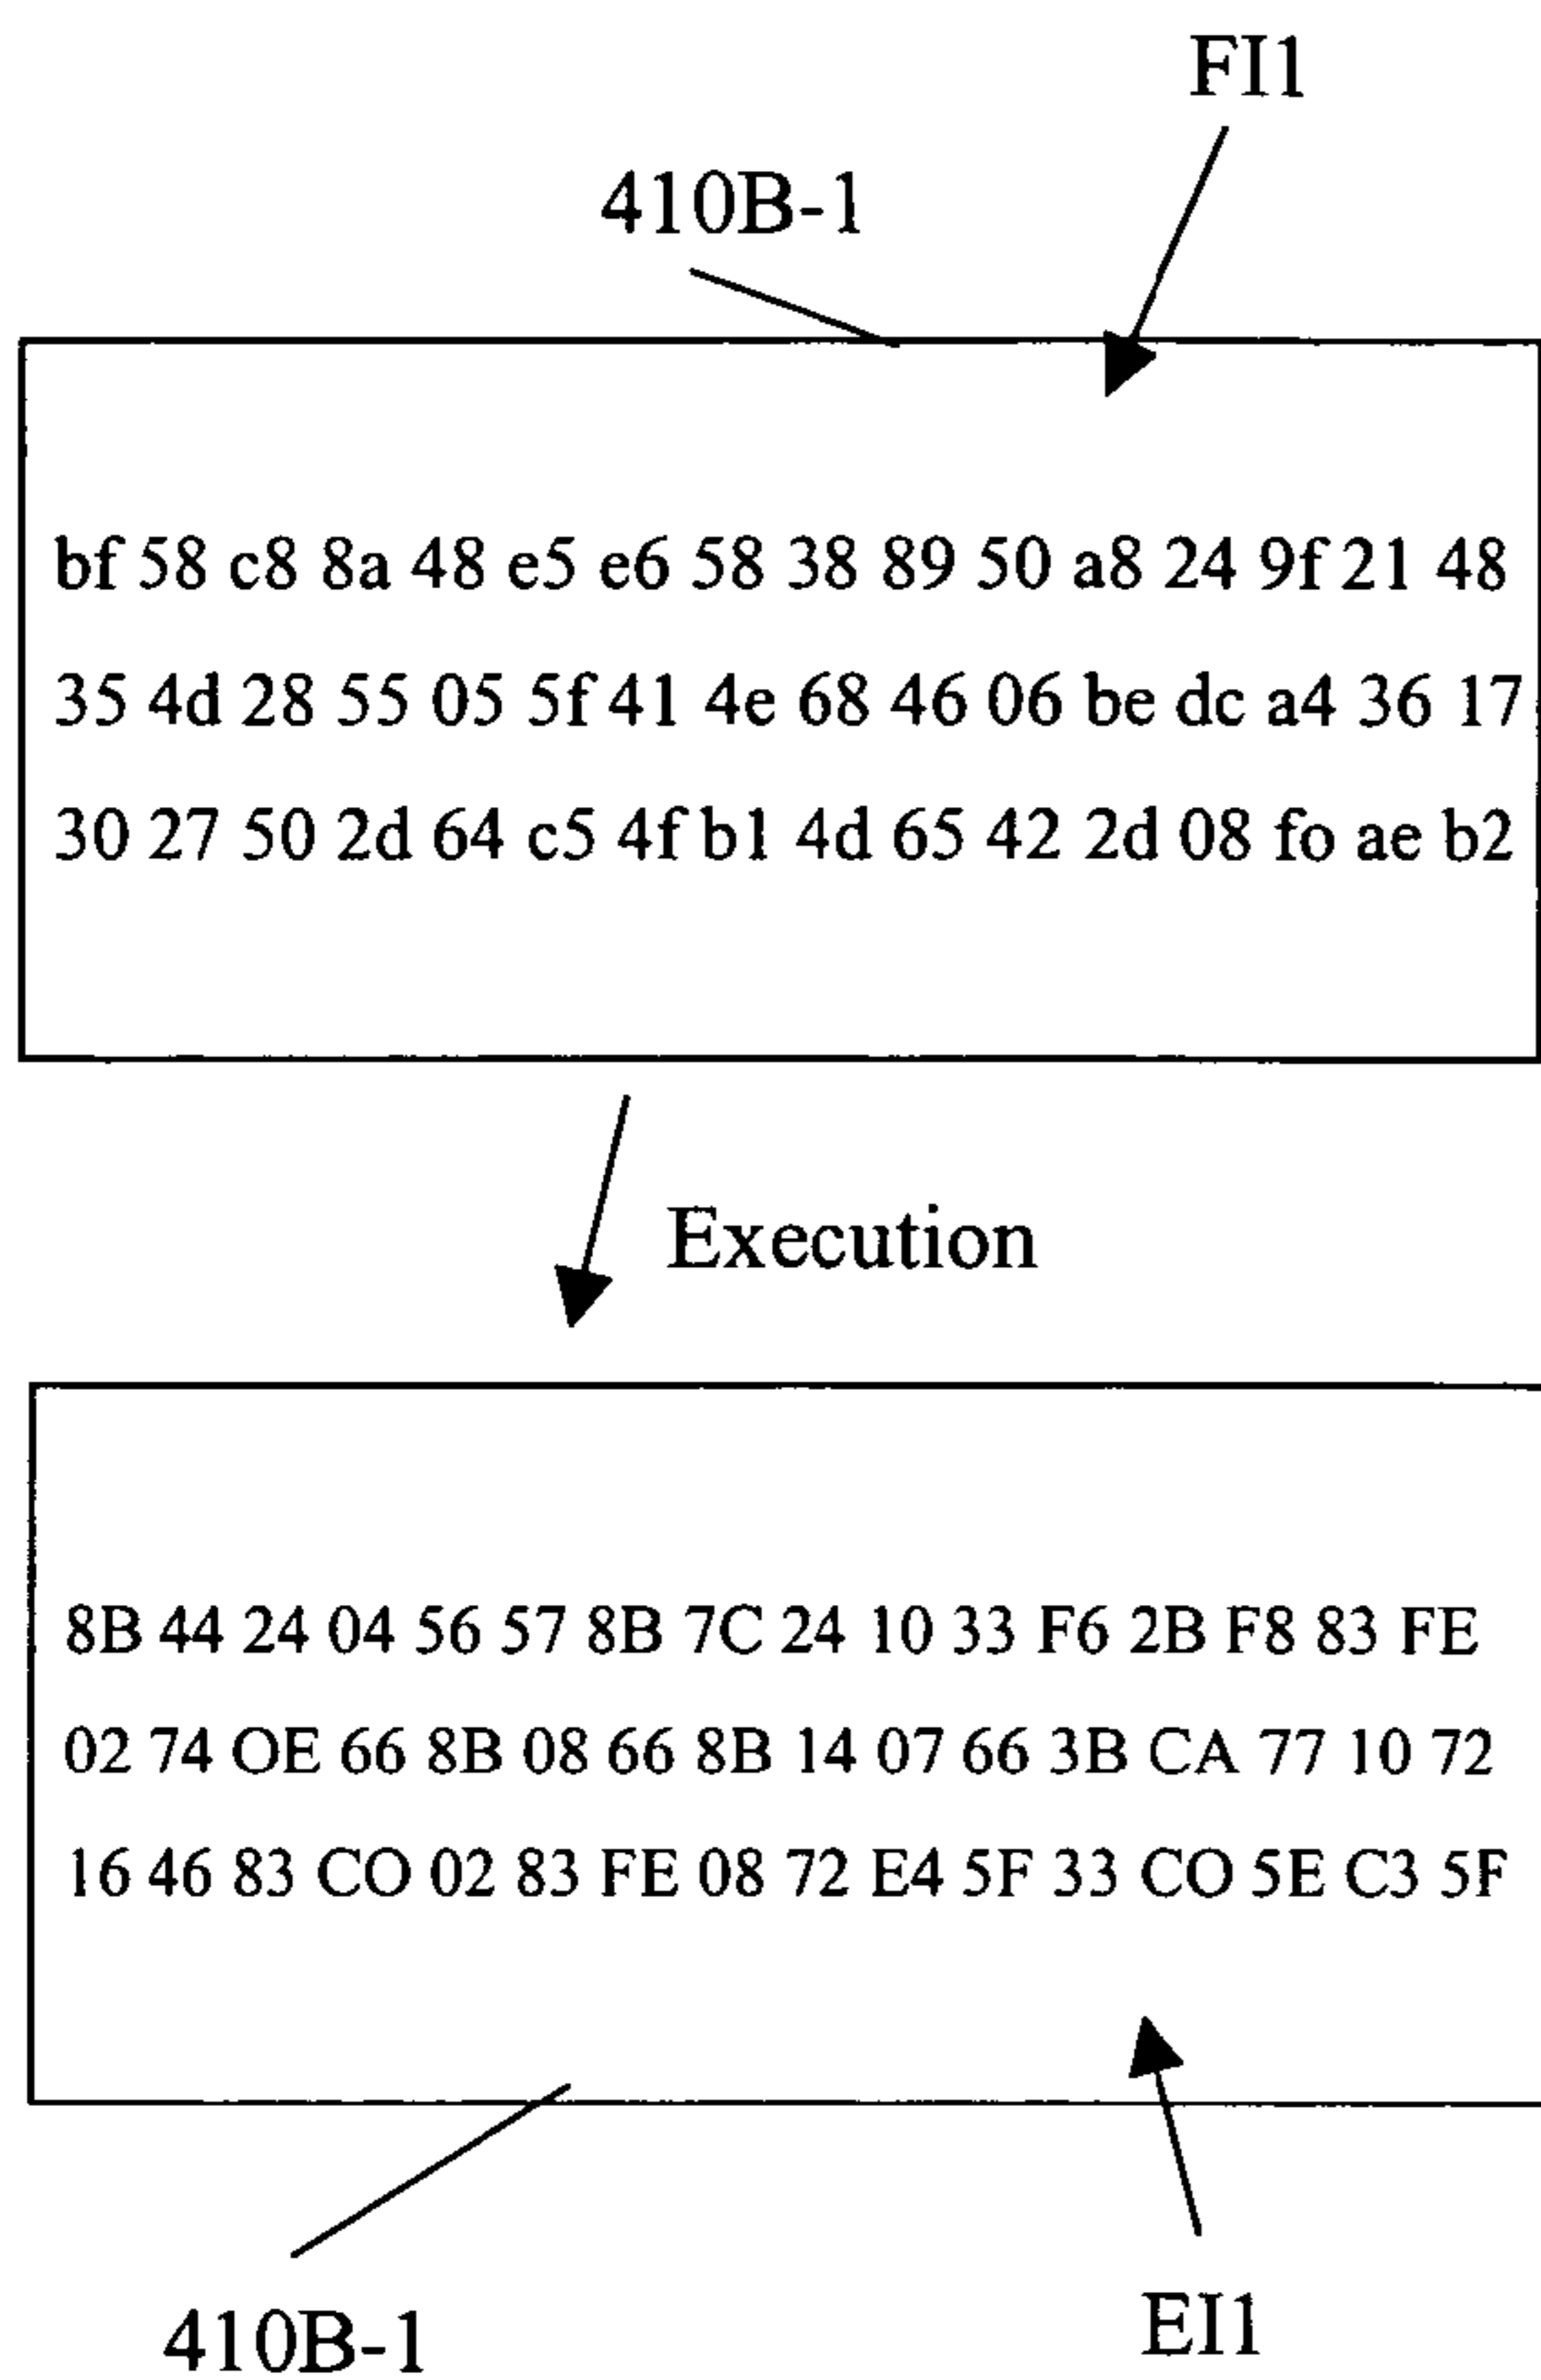 FI1
410B-1
bf 58 c8 8a 48 e5 e6 58 38 89 50 a8 24 9f 21 48
35 4d 28 55 05 5f 41 4e 68 46 06 be dc a4 36 17
30 27 50 2d 64 c5 4f b1 4d 65 42 2d 08 fo ae b2
Execution
8B 44 24 04 56 57 8B 7C 24 10 33 F6 2B F8 83 FE
02 74 OE 66 8B 08 66 8B 14 07 66 3B CA 77 10 72
16 46 83 CO 02 83 FE 08 72 E4 5F 33 CO 5E C3 5F
410B-1
EI1